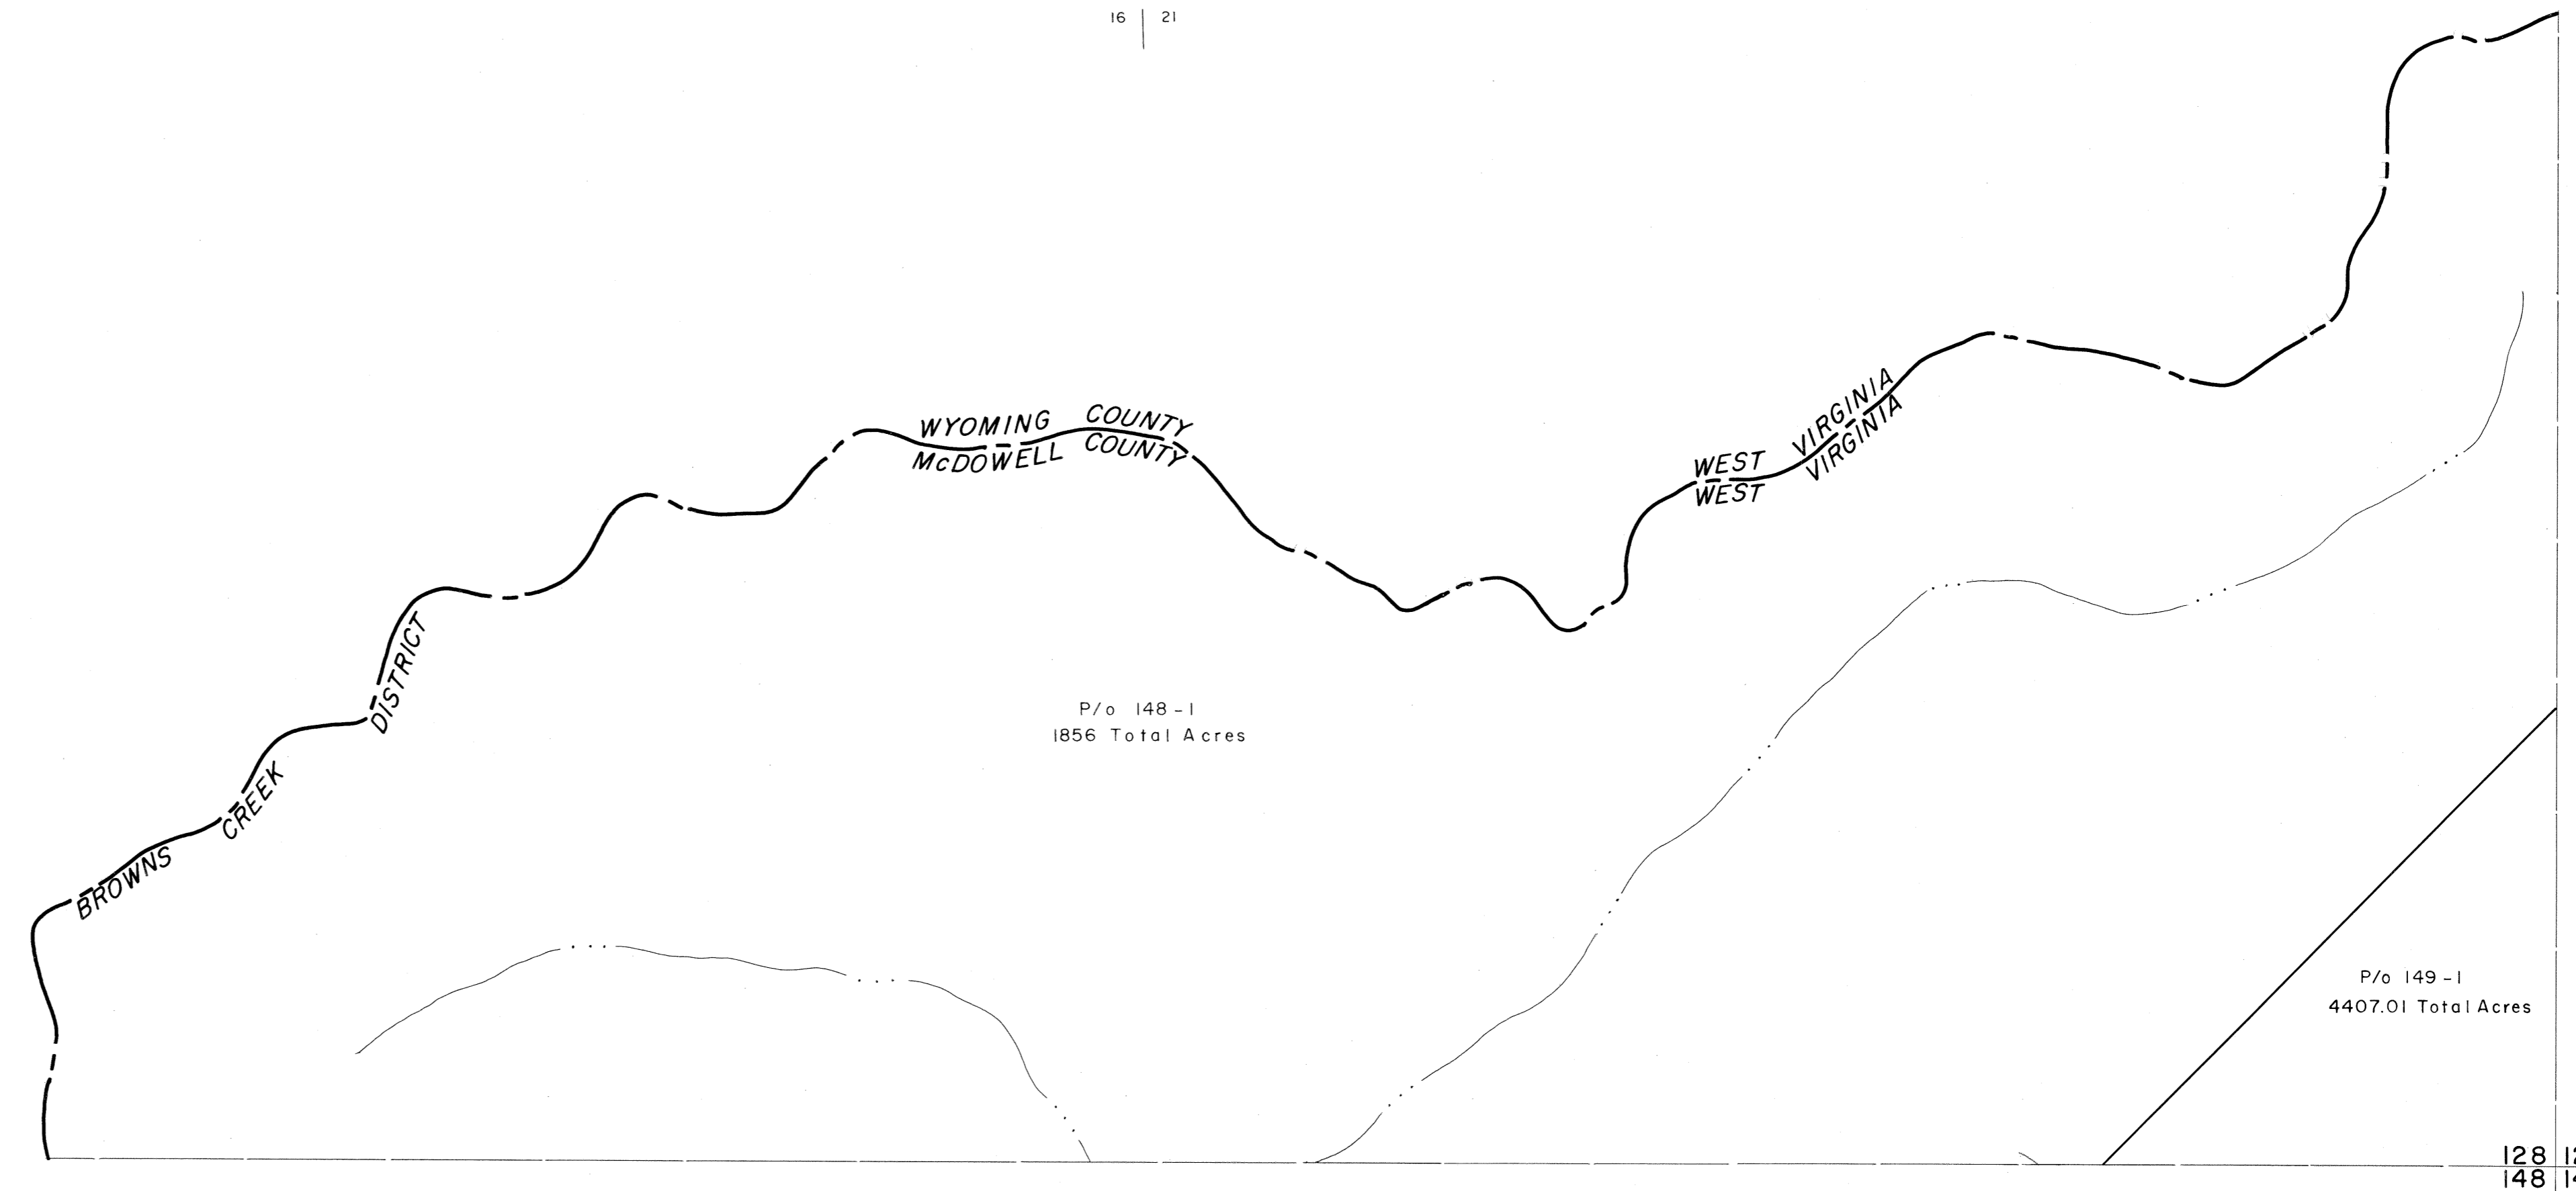 16 21
WYOMING COUNTY
McDOWELL COUNTY
WEST VIRGINIA
WEST VIRGINIA
BROWNS CREEK DISTRICT
P/o 148-1
1856 Total Acres
P/o 149-1
4407.01 Total Acres
128
148